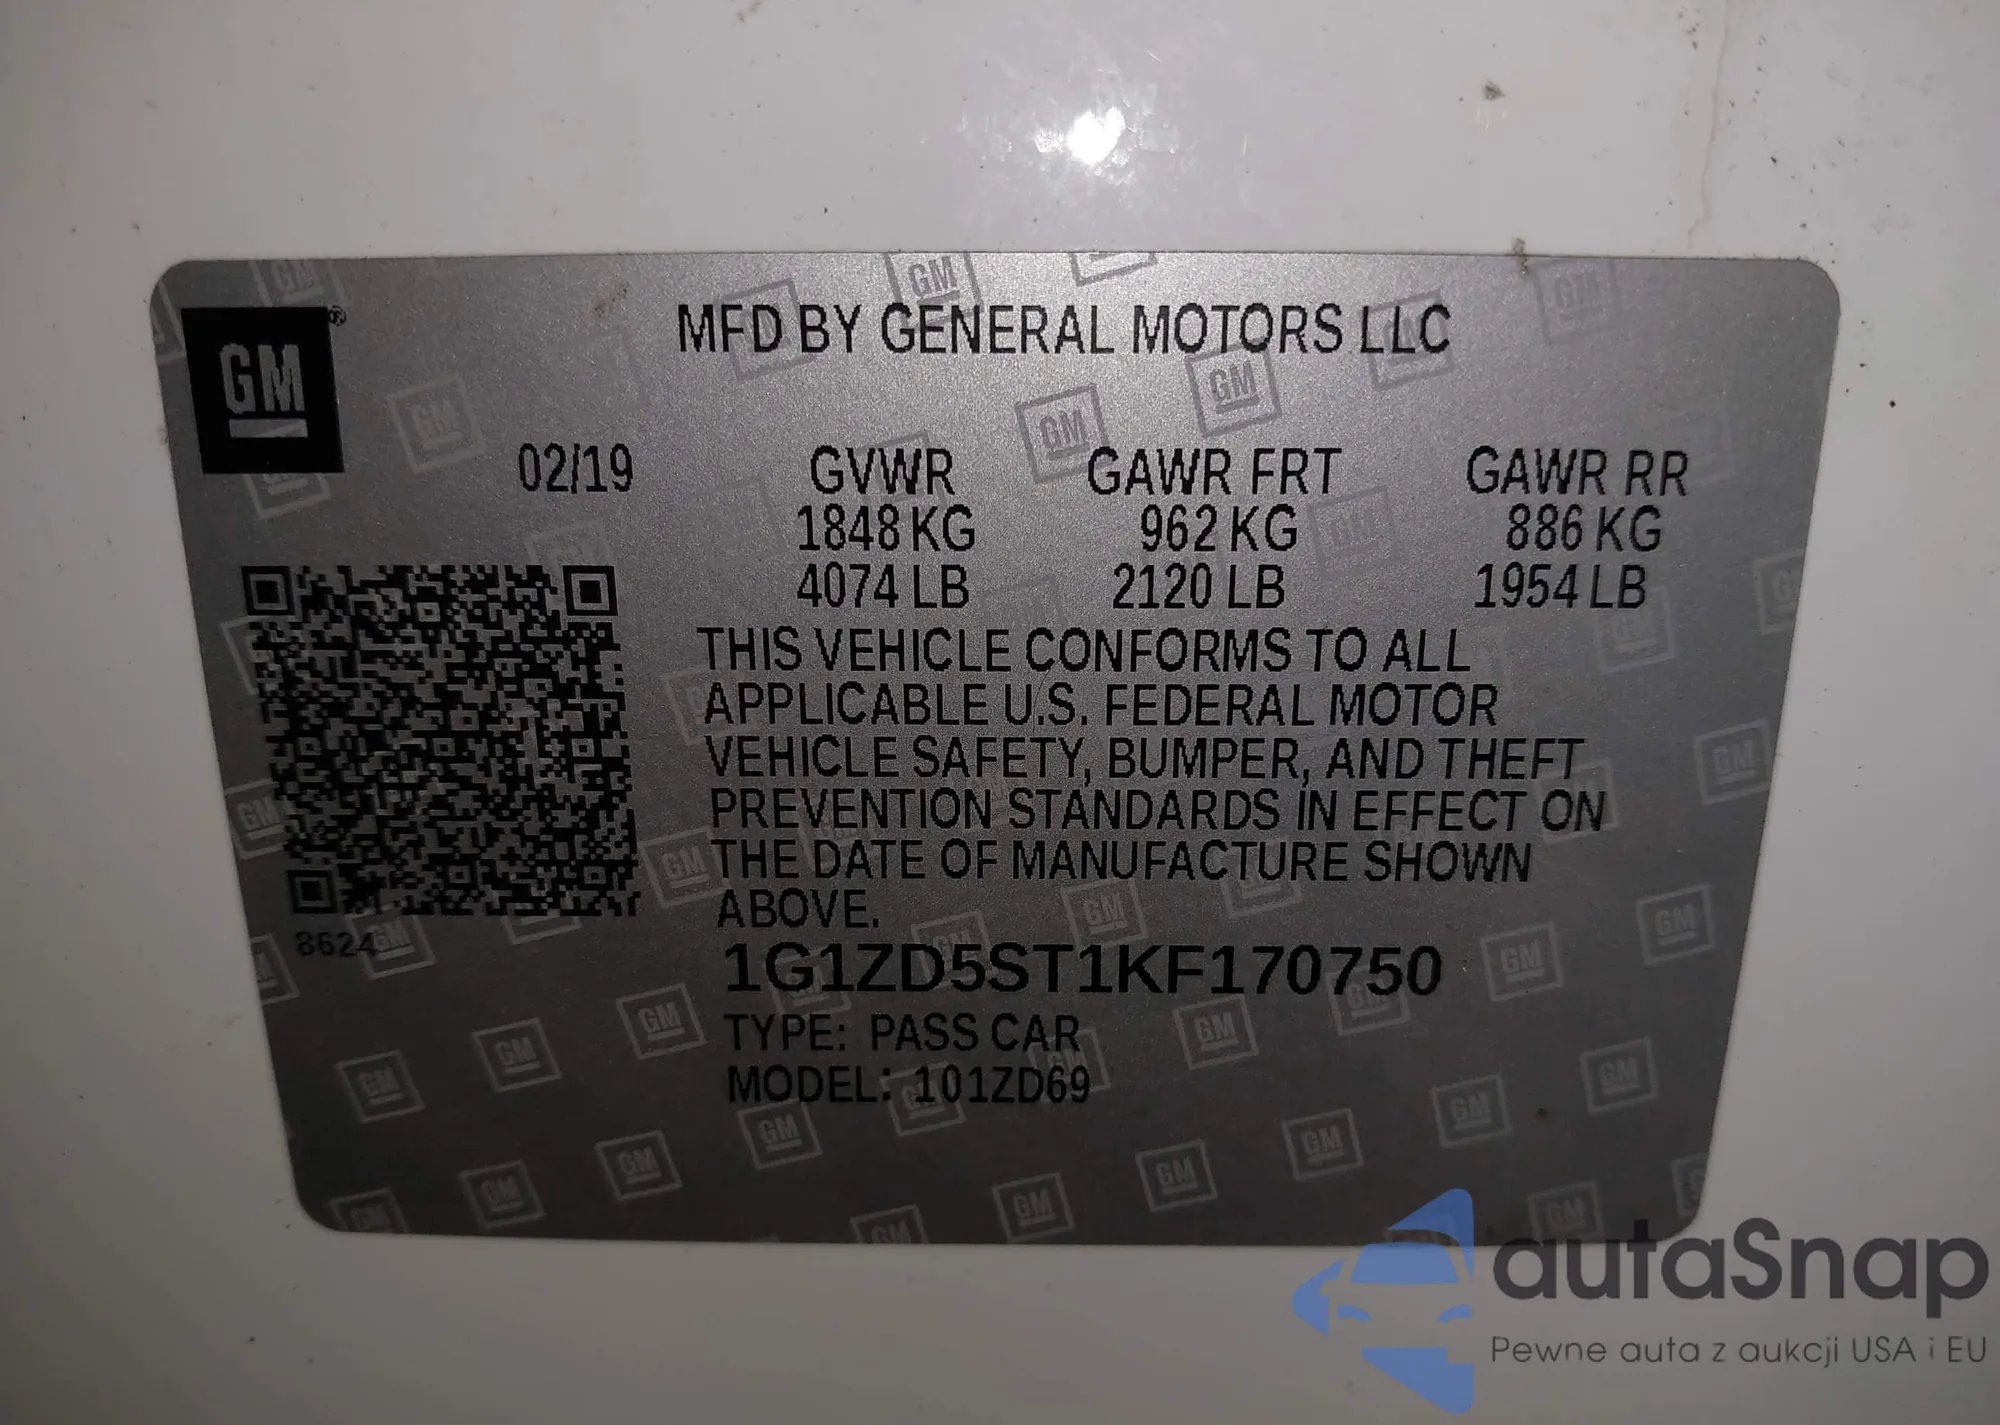 GM
MFD BY GENERAL MOTORS LLC
02/19 GVWR GAWR FRT GAWR RR
1848 KG 962 KG 886 KG
4074 LB 2120 LB 1954 LB
THIS VEHICLE CONFORMS TO ALL
APPLICABLE U.S. FEDERAL MOTOR
VEHICLE SAFETY, BUMPER, AND THEFT
PREVENTION STANDARDS IN EFFECT ON
THE DATE OF MANUFACTURE SHOWN
ABOVE.
8624
1G1ZD5ST1KF170750
TYPE: PASS CAR
MODEL: 101ZD69
autaSnap
Pewne auta z aukcji USA i EU